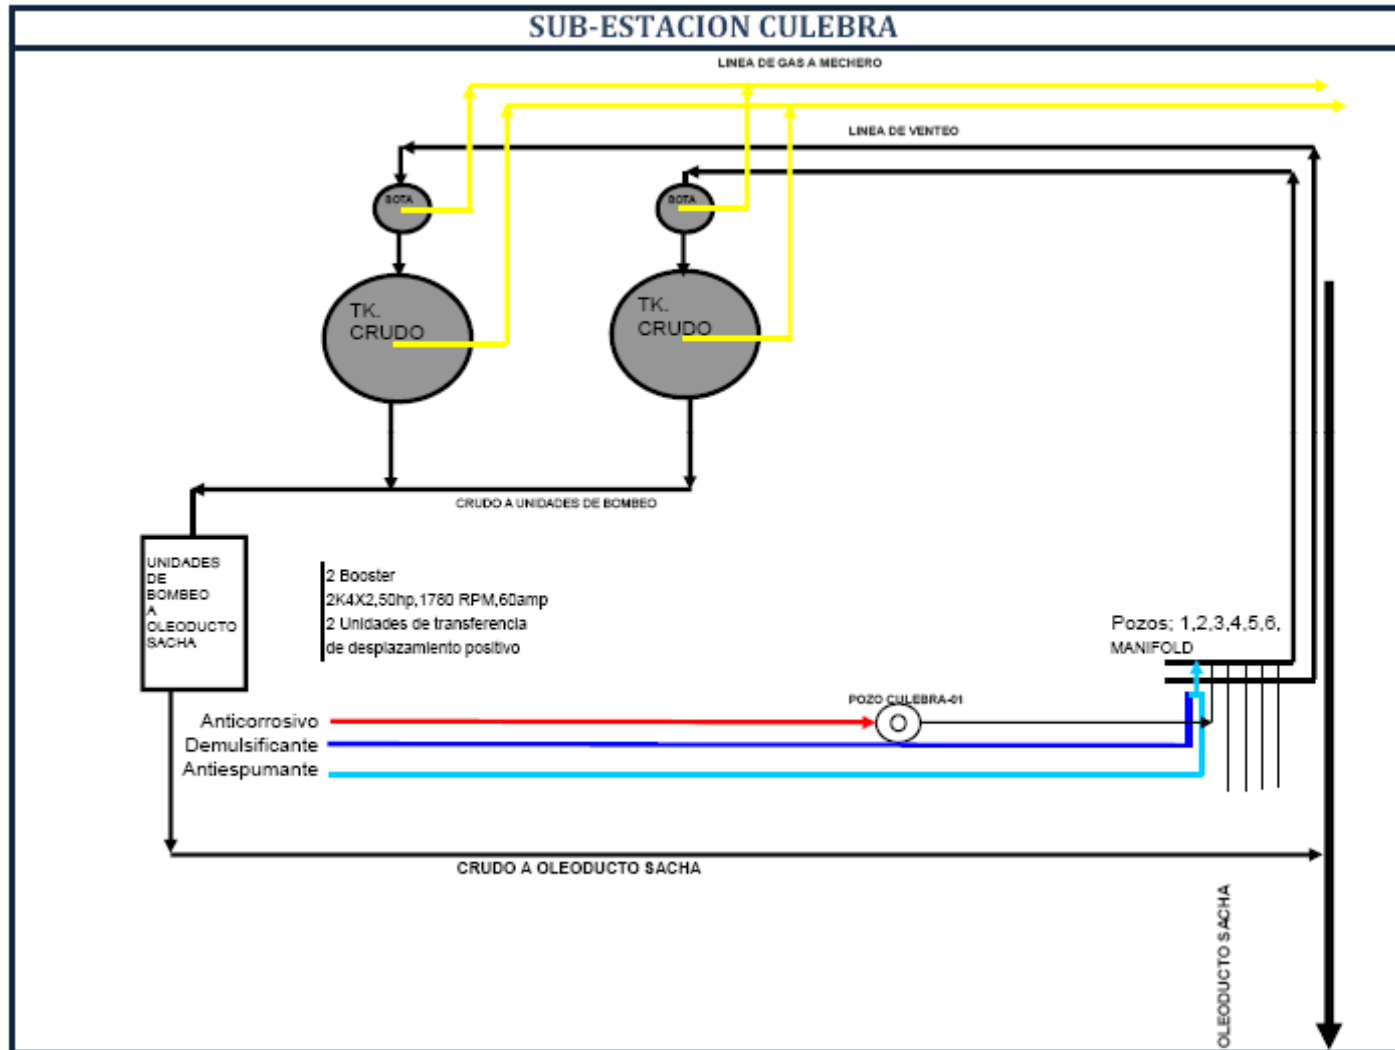 SUB-ESTACION CULEBRA
LINEA DE GAS A MECHERO
LINEA DE VENTEO
BOTA
BOTA
TK.
CRUDO
TK.
CRUDO
CRUDO A UNIDADES DE BOMBEO
UNIDADES
DE
BOMBEO
A
OLEODUCTO
SACHA
2 Booster
2K4X2,50hp,1780 RPM,60amp
2 Unidades de transferencia
de desplazamiento positivo
Pozos; 1,2,3,4,5,6,
MANIFOLD
POZO CULEBRA-01
Anticorrosivo
Demulsificante
Antiespumante
CRUDO A OLEODUCTO SACHA
OLEODUCTO SACHA